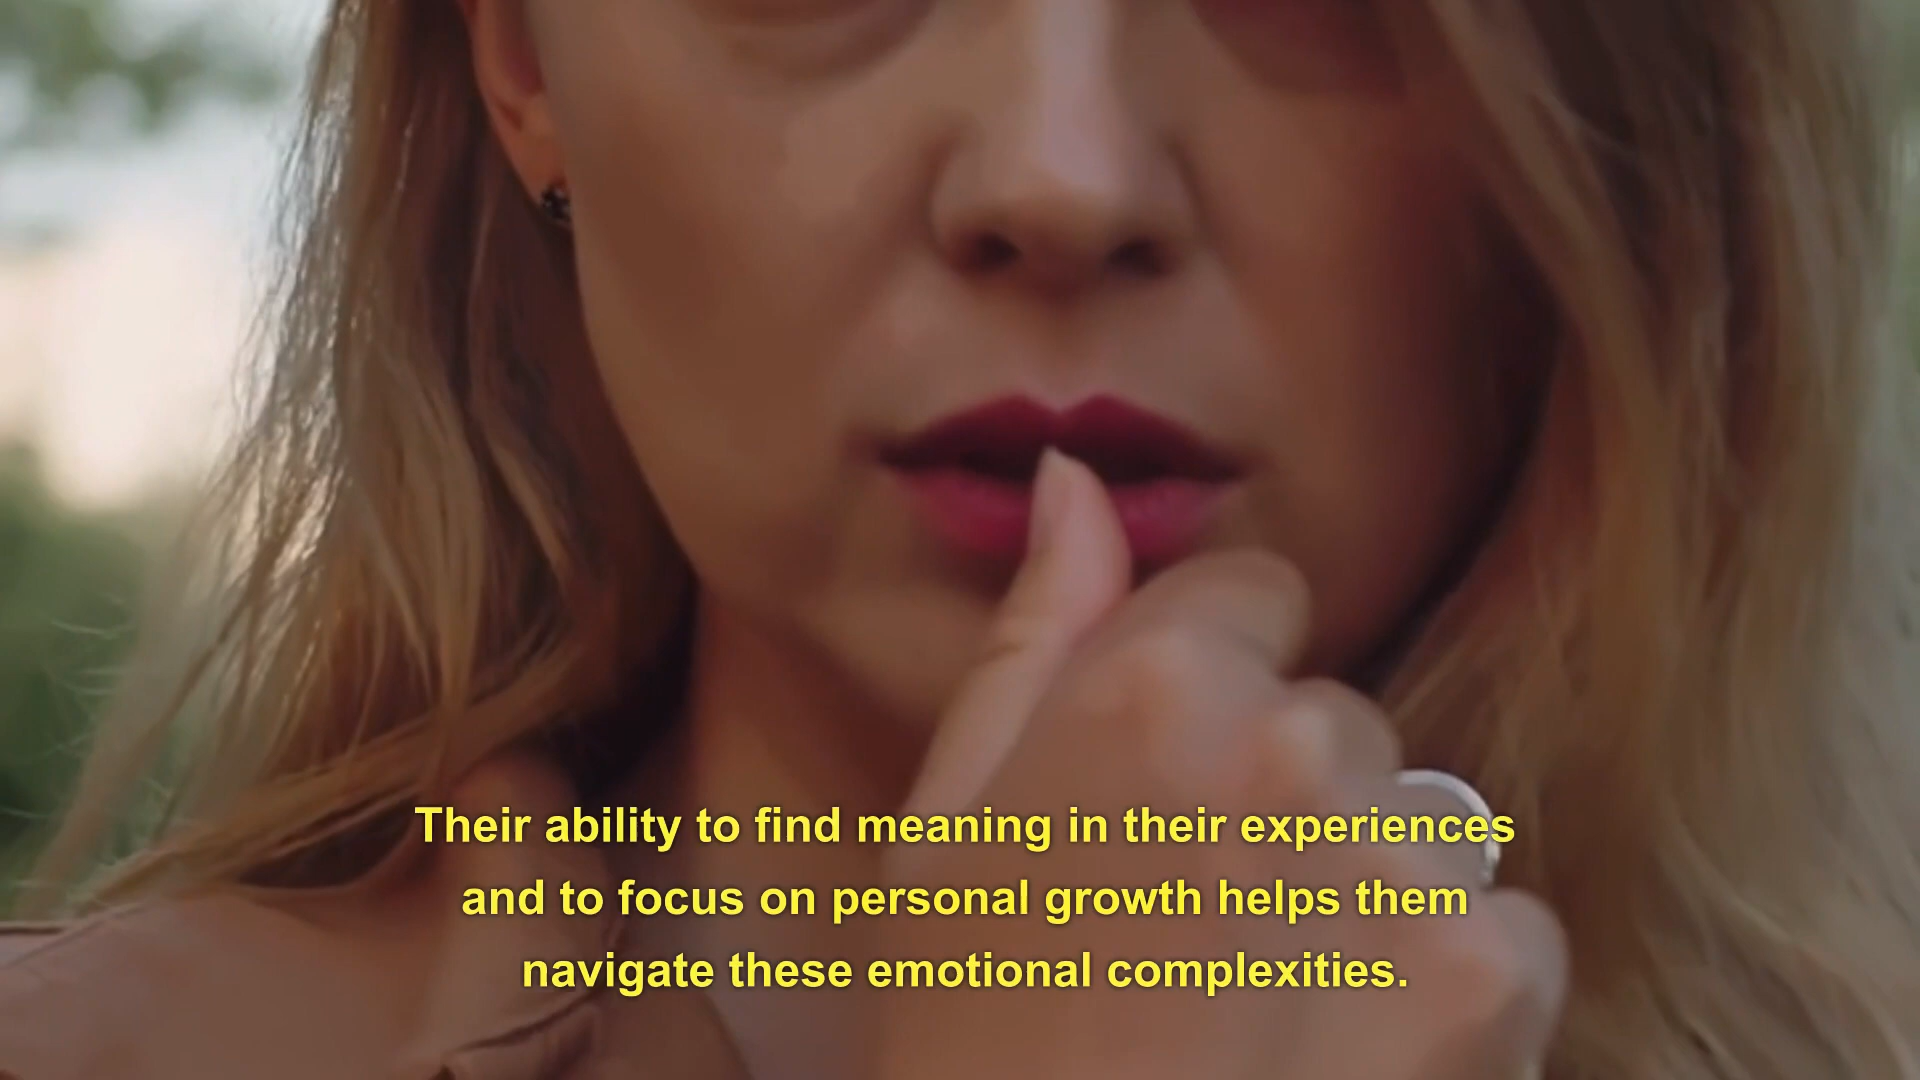 Their ability to find meaning in their experiences
and to focus on personal growth helps them
navigate these emotional complexities.